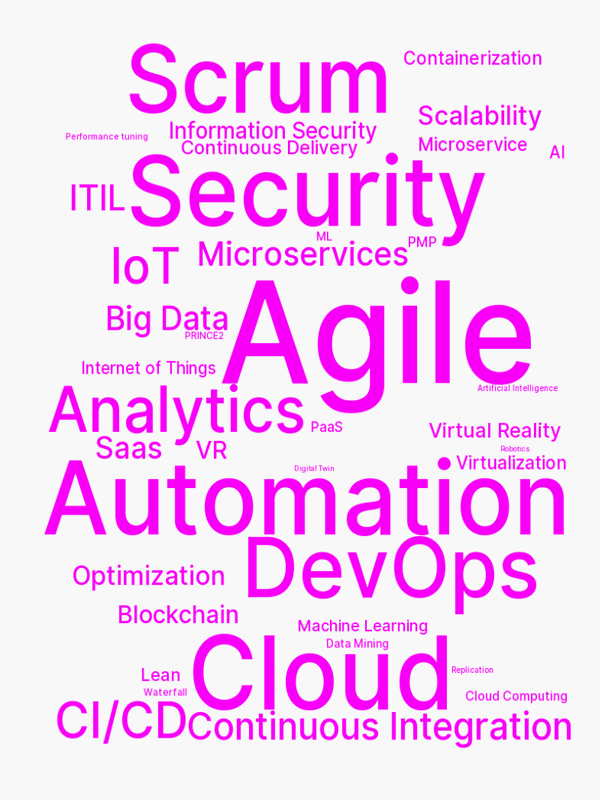 Scrum
Containerization
Scalability
Information Security
Performance tuning
Continuous Delivery
Microservice
AI
ITIL
Security
ML
PMP
IoT
Microservices
Agile
Big Data
PRINCE2
Internet of Things
Artificial Intelligence
Analytics
PaaS
Virtual Reality
Saas
VR
Robotics
Virtualization
Digital Twin
Automation
DevOps
Optimization
Blockchain
Machine Learning
Data Mining
Cloud
Replication
Lean
Waterfall
Cloud Computing
CI/CD
Continuous Integration